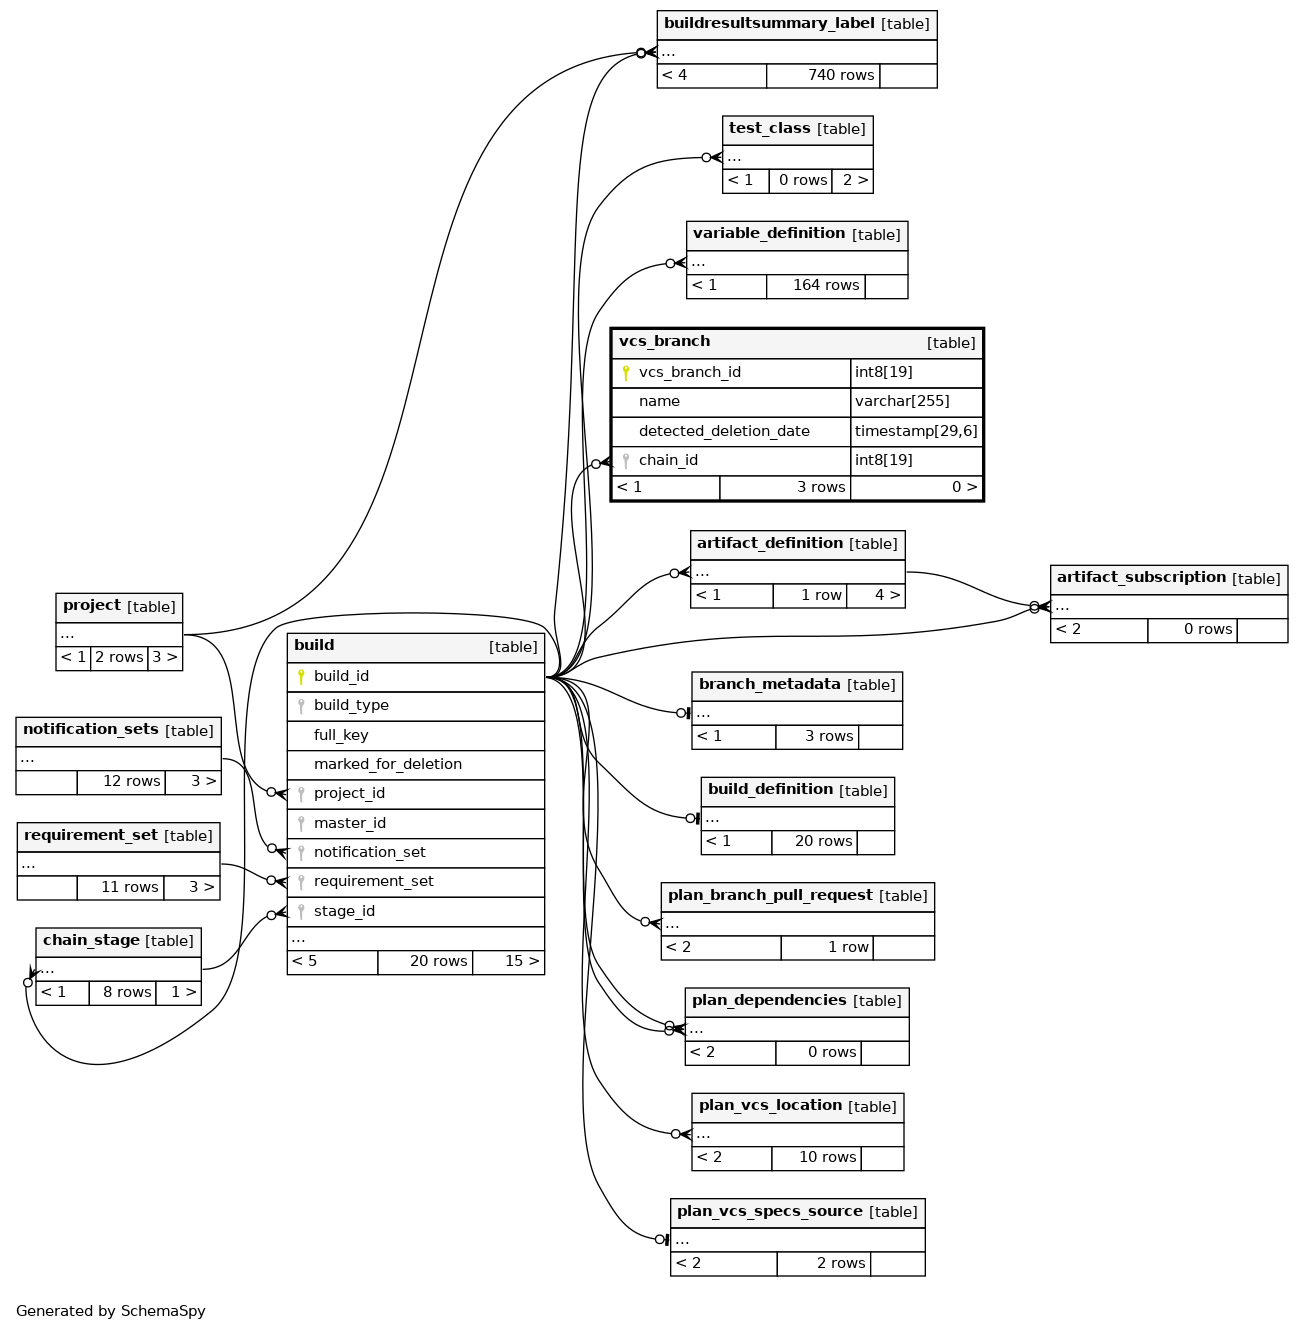 buildresultsummary_label [table]
...
< 4 740 rows
test_class [table]
...
< 1 0 rows 2 >
variable_definition [table]
...
< 1 164 rows
vcs_branch [table]
vcs_branch_id int8[19]
name varchar[255]
detected_deletion_date timestamp[29,6]
chain_id int8[19]
< 1 3 rows 0 >
artifact_definition [table]
...
< 1 1 row 4 >
artifact_subscription [table]
...
< 2 0 rows
project [table]
...
< 1 2 rows 3 >
build [table]
build_id
build_type
full_key
marked_for_deletion
project_id
master_id
notification_set
requirement_set
stage_id
...
< 5 20 rows 15 >
notification_sets [table]
...
12 rows 3 >
requirement_set [table]
...
11 rows 3 >
chain_stage [table]
...
< 1 8 rows 1 >
branch_metadata [table]
...
< 1 3 rows
build_definition [table]
...
< 1 20 rows
plan_branch_pull_request [table]
...
< 2 1 row
plan_dependencies [table]
...
< 2 0 rows
plan_vcs_location [table]
...
< 2 10 rows
plan_vcs_specs_source [table]
...
< 2 2 rows
Generated by SchemaSpy